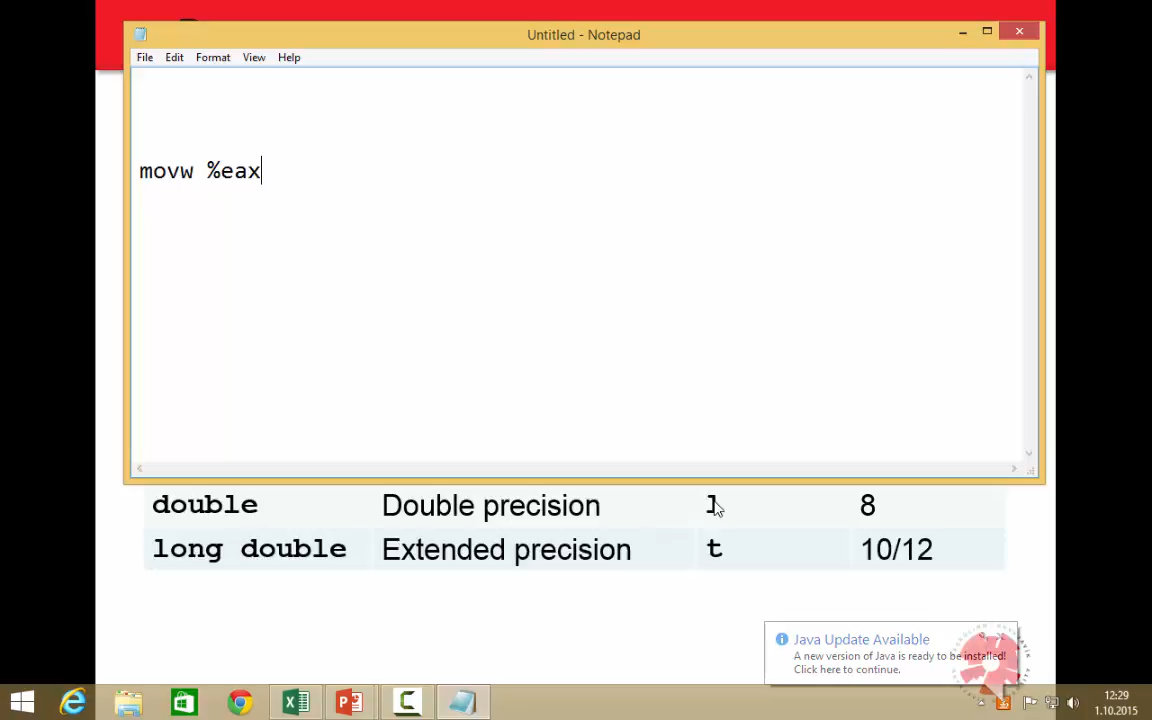 Untitled - Notepad
File Edit Format View Help
movw %eax
double Double precision l 8
long double Extended precision t 10/12
Java Update Available
A new version of Java is ready to be installed!
Click here to continue.
12:29
1.10.2015